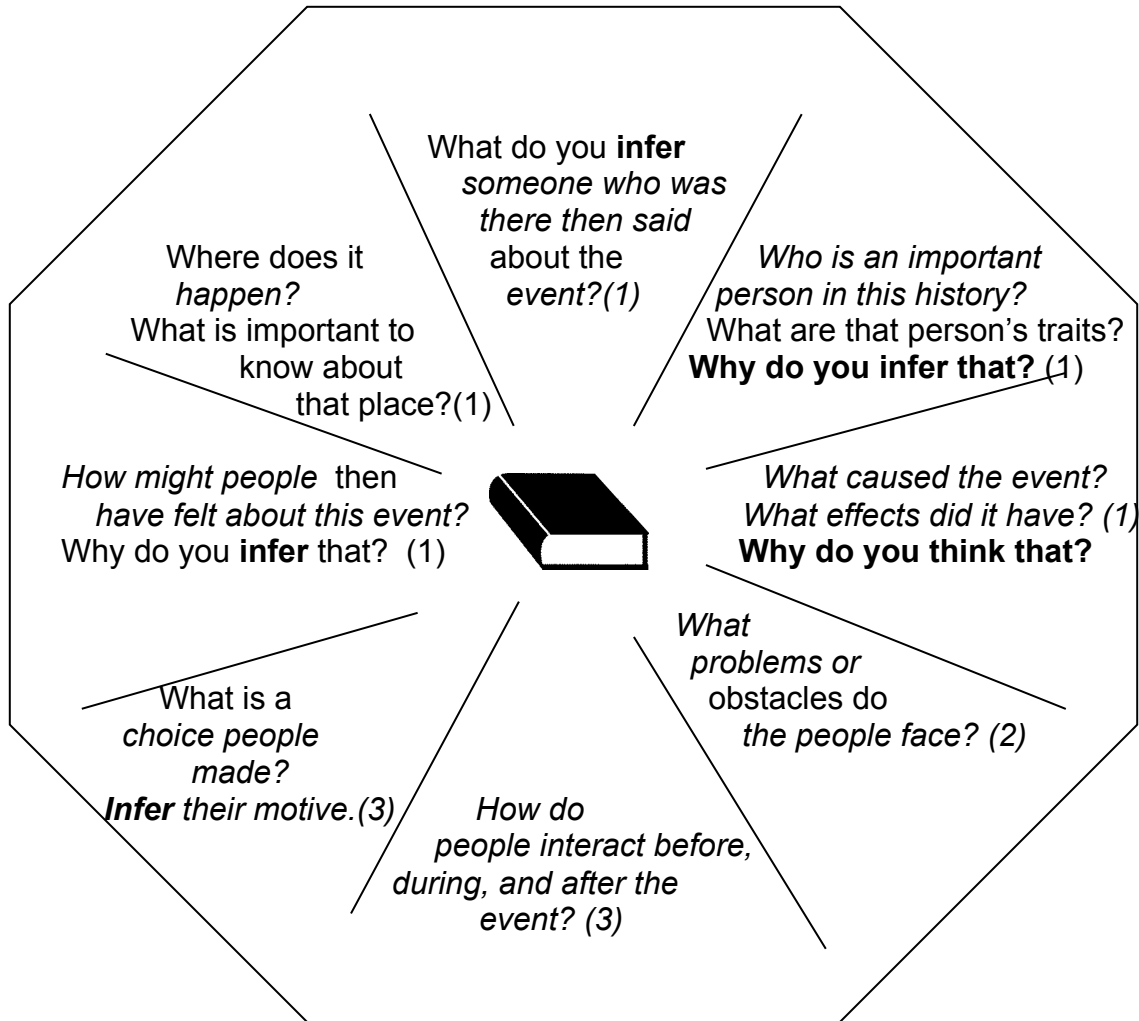 What do you infer
someone who was
there then said
about the
event?(1)
Who is an important
person in this history?
What are that person’s traits?
Why do you infer that? (1)
What caused the event?
What effects did it have? (1)
Why do you think that?
What
problems or
obstacles do
the people face? (2)
How do
people interact before,
during, and after the
event? (3)
What is a
choice people
made?
Infer their motive.(3)
How might people then
have felt about this event?
Why do you infer that? (1)
Where does it
happen?
What is important to
know about
that place?(1)